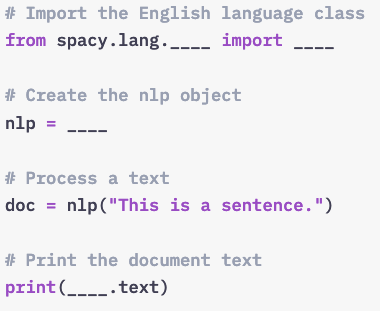 # Import the English language class
from spacy.lang.____ import ____
# Create the nlp object
nlp = ____
# Process a text
doc = nlp("This is a sentence.")
# Print the document text
print(____.text)